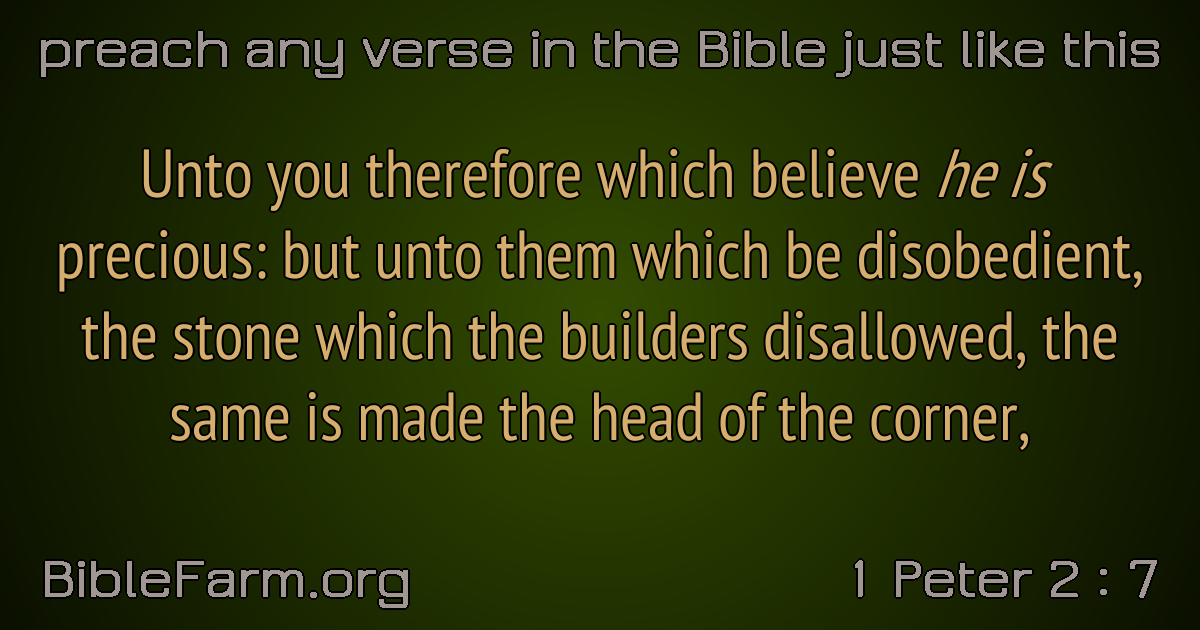 preach any verse in the Bible just like this
Unto you therefore which believe he is
precious: but unto them which be disobedient,
the stone which the builders disallowed, the
same is made the head of the corner,
BibleFarm.org
1 Peter 2 : 7